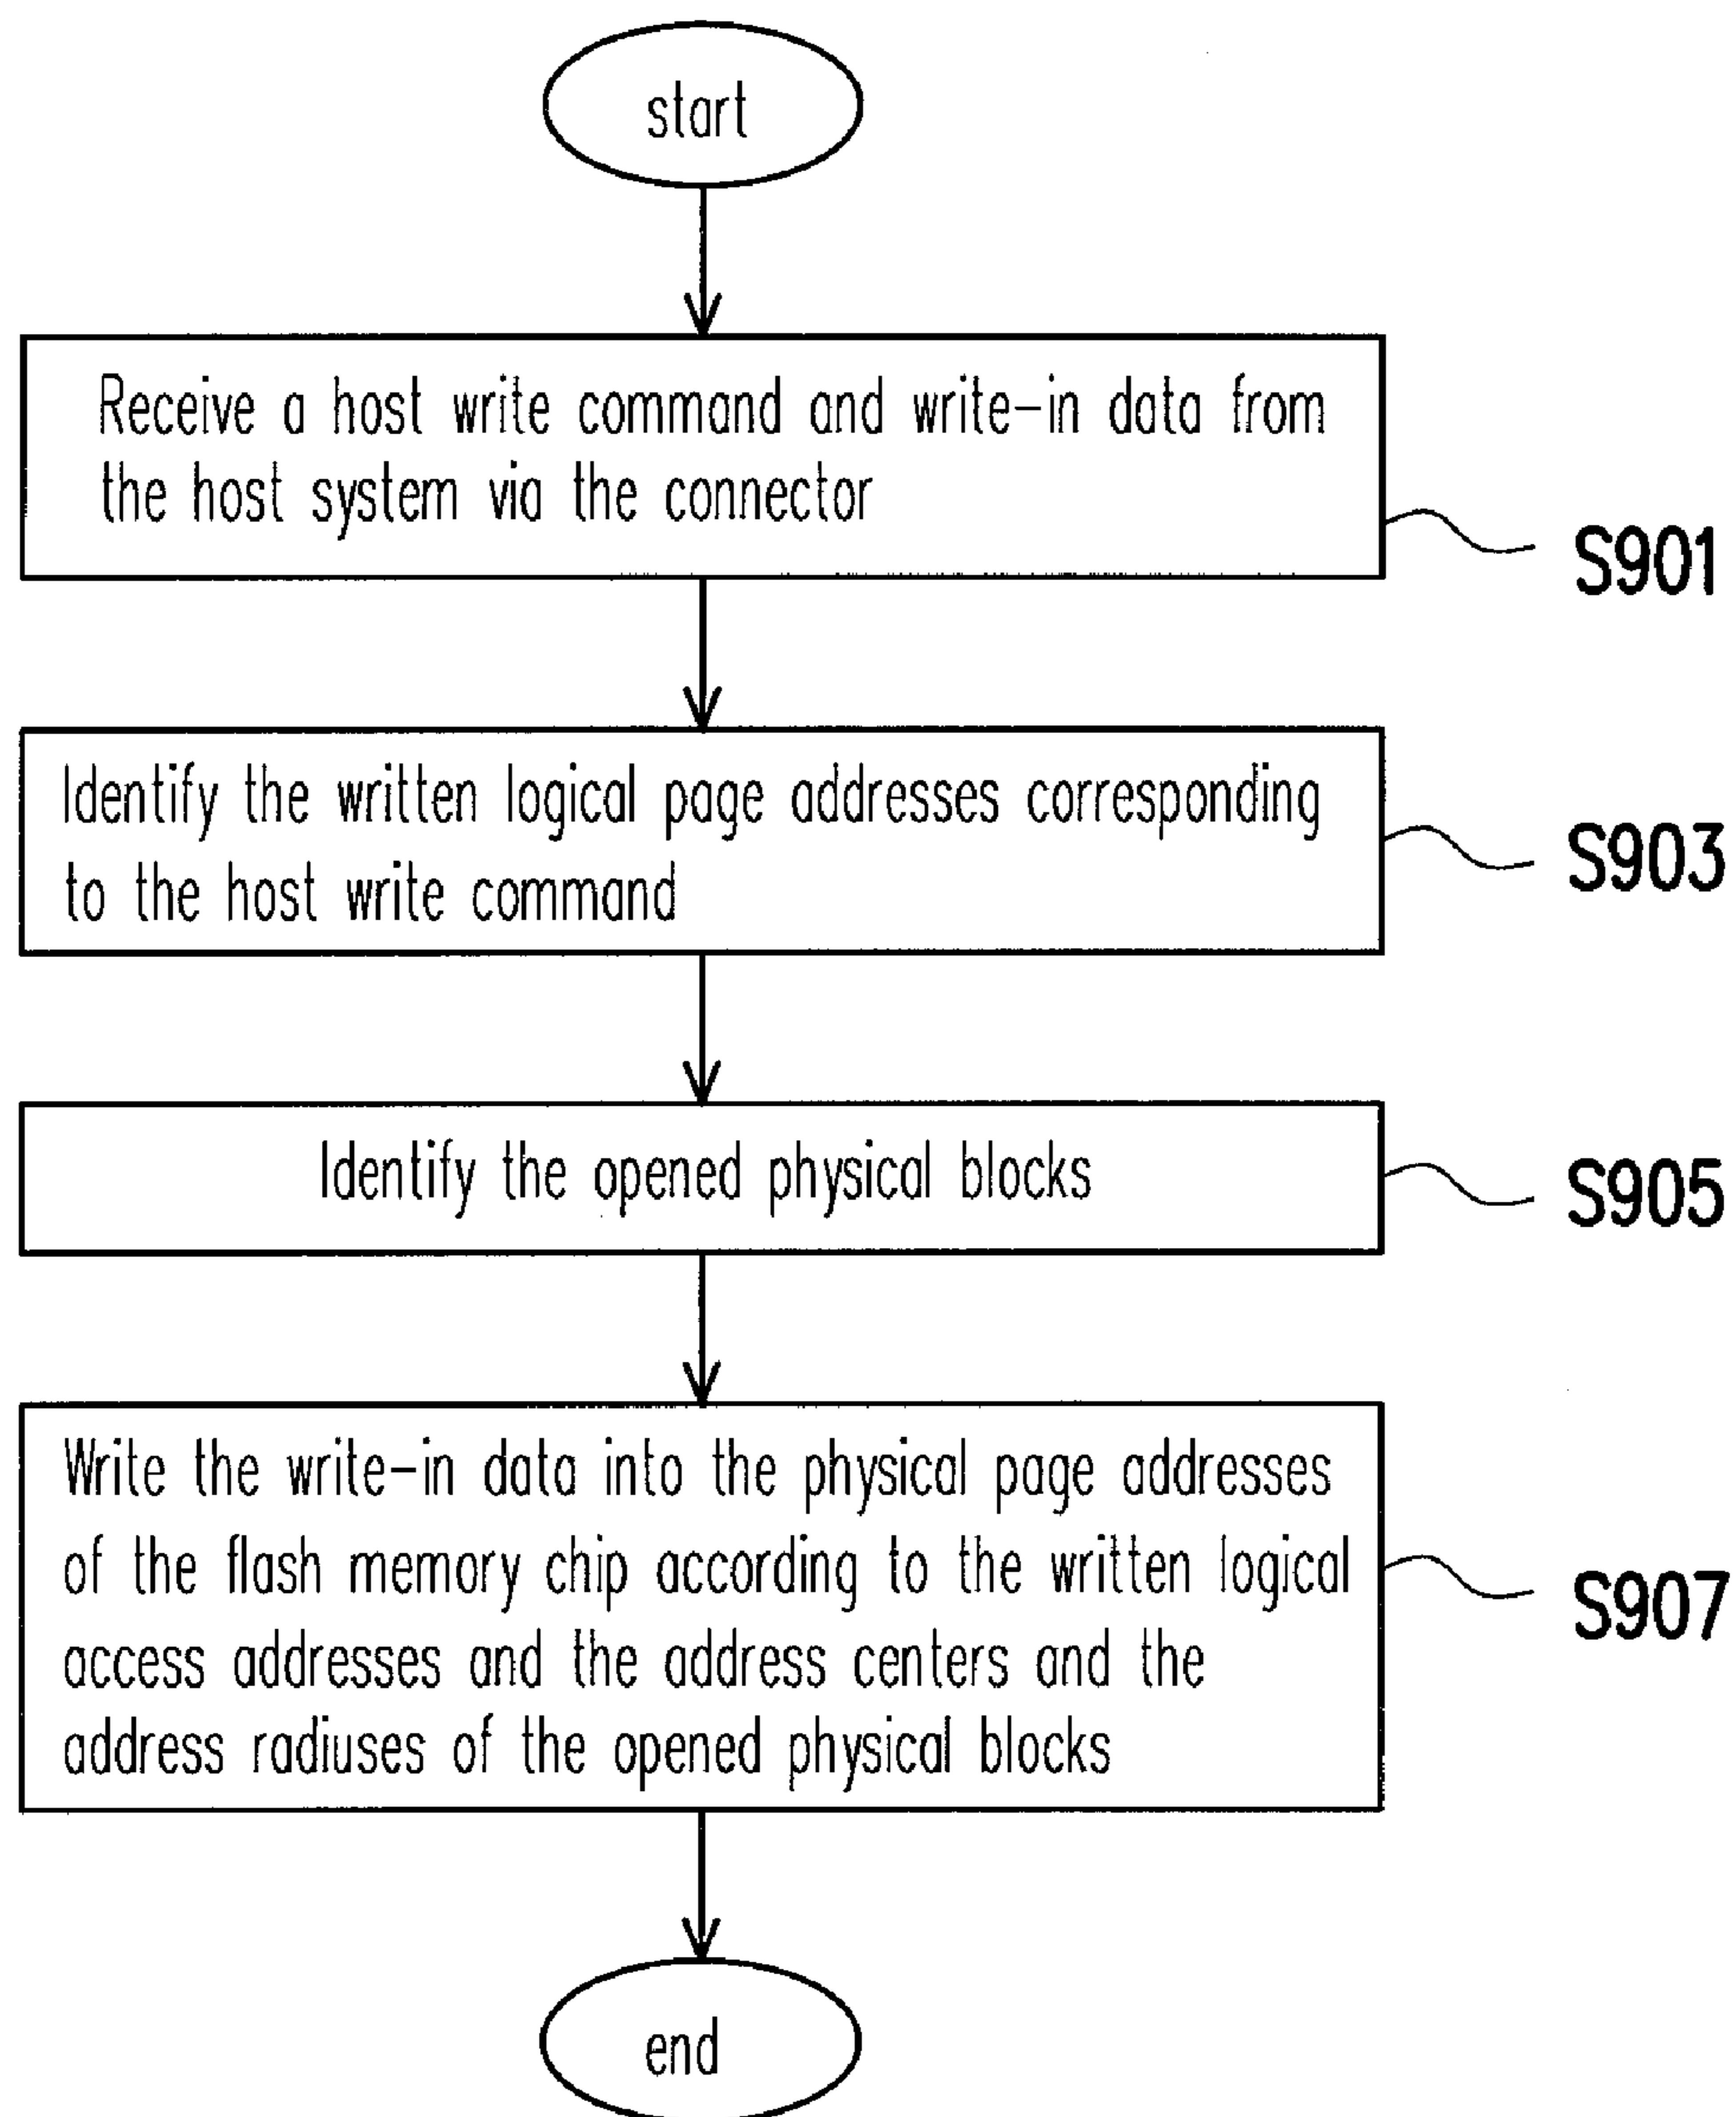 start
Receive a host write command and write-in data from
the host system via the connector
S901
Identify the written logical page addresses corresponding
to the host write command
S903
Identify the opened physical blocks
S905
Write the write-in data into the physical page addresses
of the flash memory chip according to the written logical
access addresses and the address centers and the
address radiuses of the opened physical blocks
S907
end